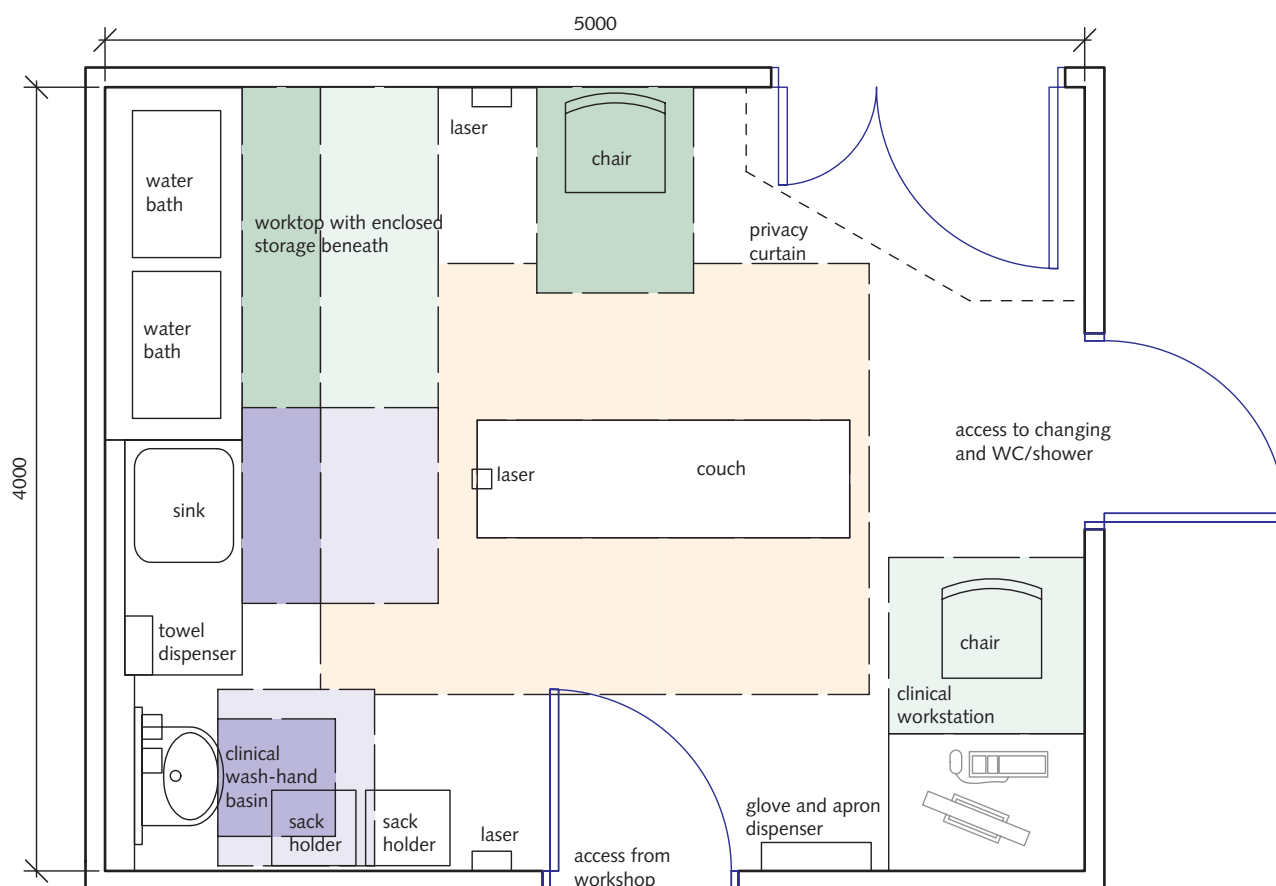 5000
4000
water
bath
water
bath
worktop with enclosed
storage beneath
laser
chair
privacy
curtain
sink
laser
couch
access to changing
and WC/shower
towel
dispenser
chair
clinical
workstation
clinical
wash-hand
basin
sack
holder
sack
holder
laser
access from
workshop
glove and apron
dispenser